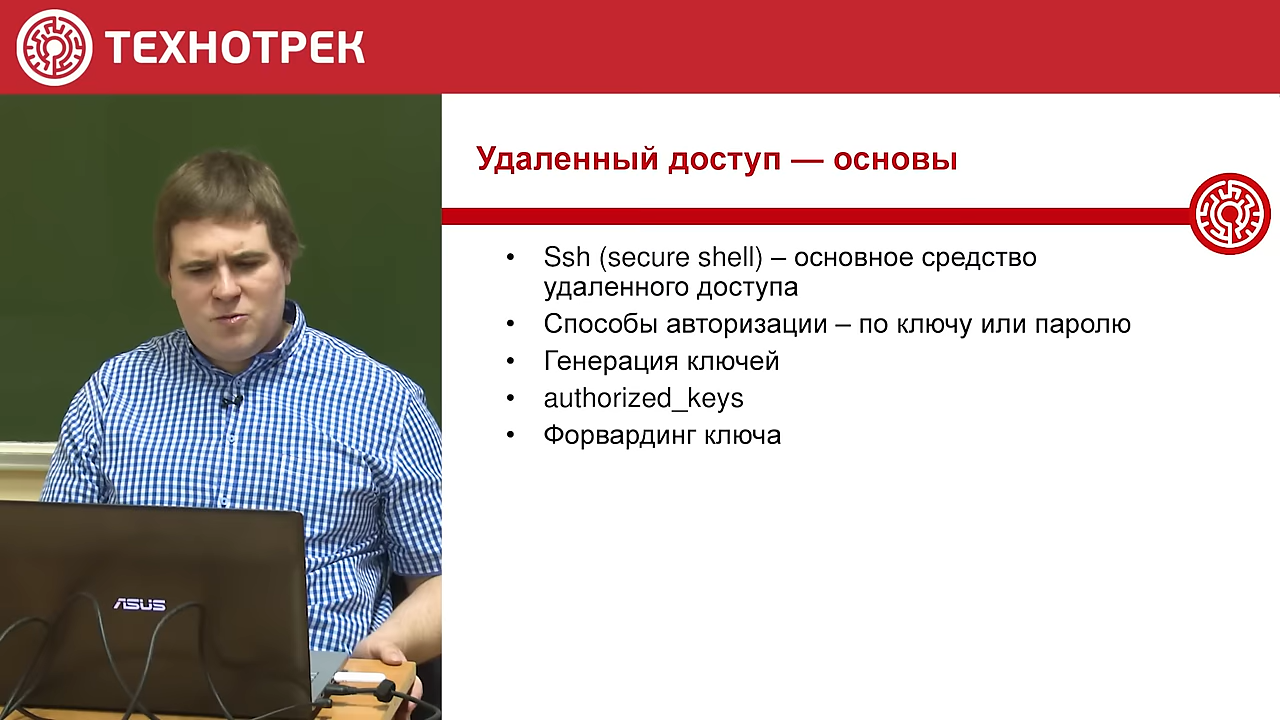 ТЕХНОТРЕК
Удаленный доступ — основы
• Ssh (secure shell) – основное средство
удаленного доступа
• Способы авторизации – по ключу или паролю
• Генерация ключей
• authorized_keys
• Форвардинг ключа
ASUS